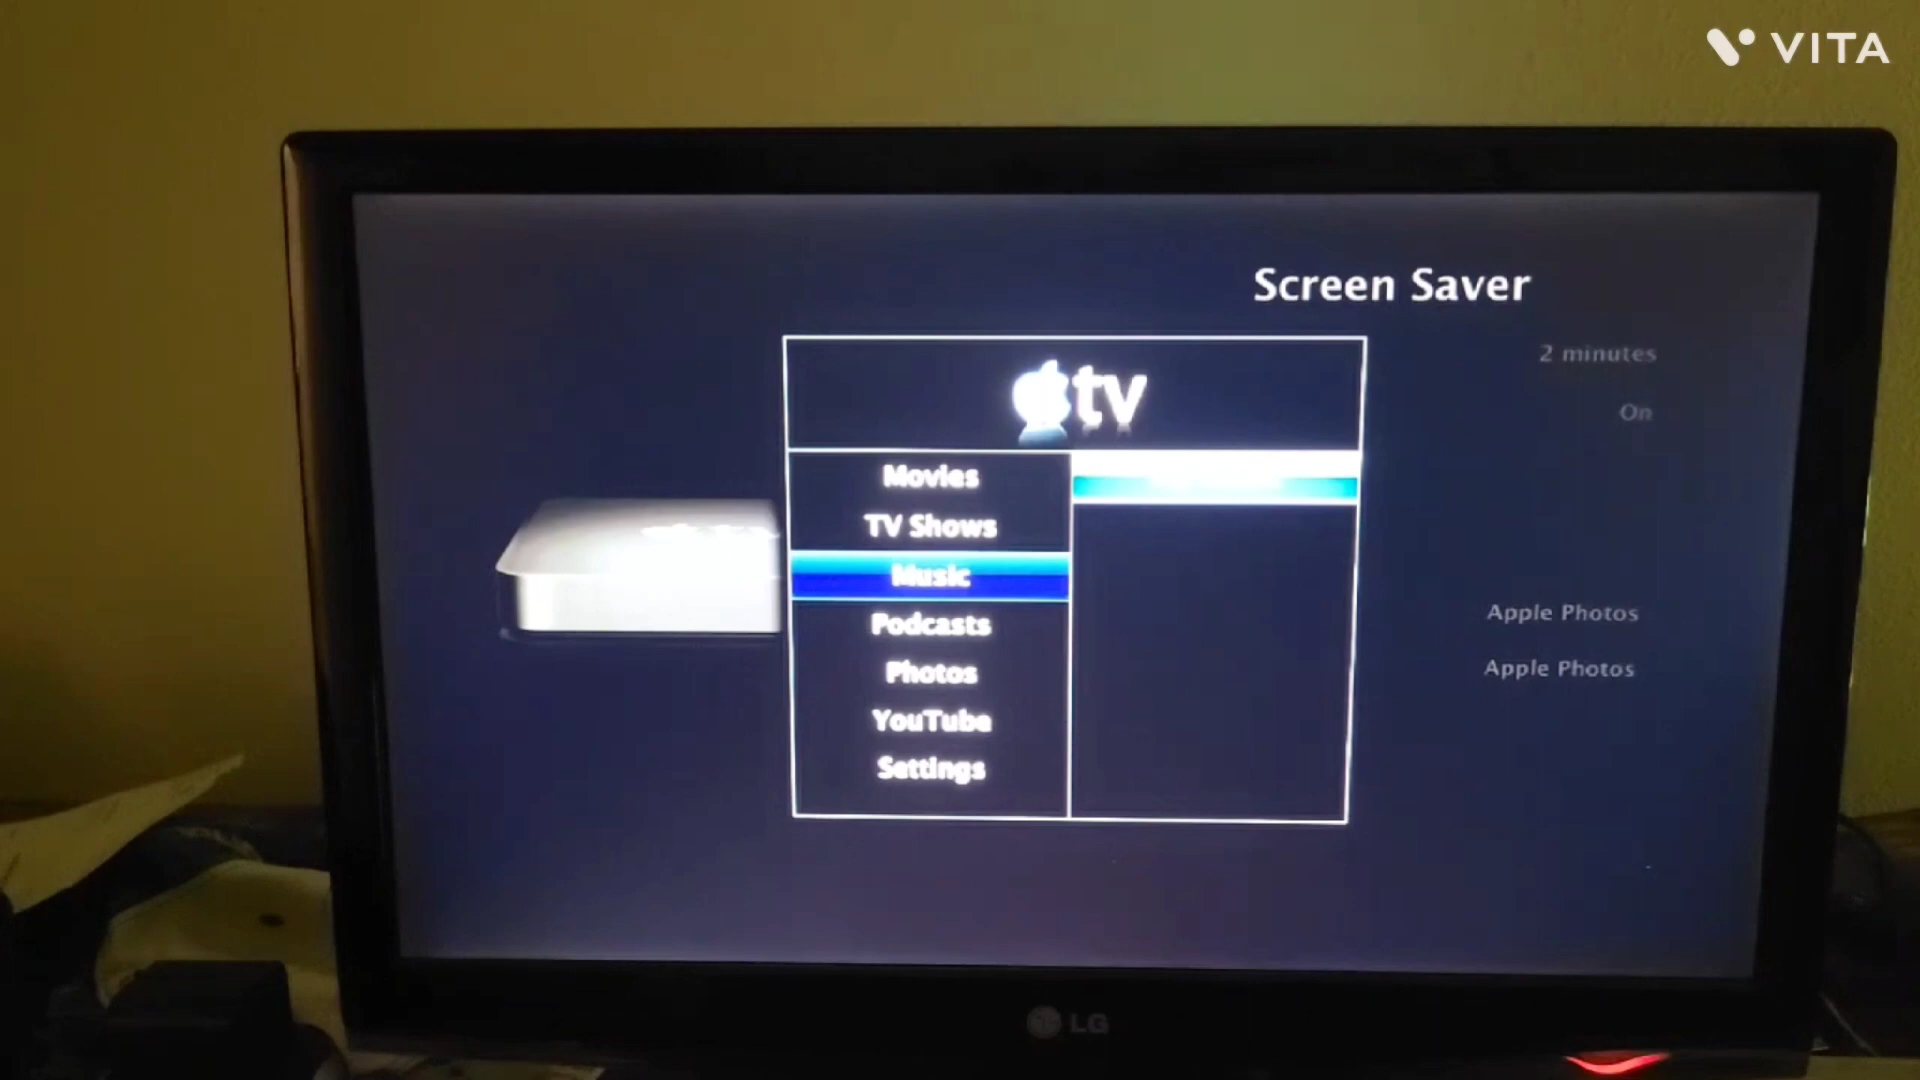 VITA
Screen Saver
2 minutes
tv
On
Movies
TV Shows
Music
Podcasts
Apple Photos
Photos
Apple Photos
YouTube
Settings
LG